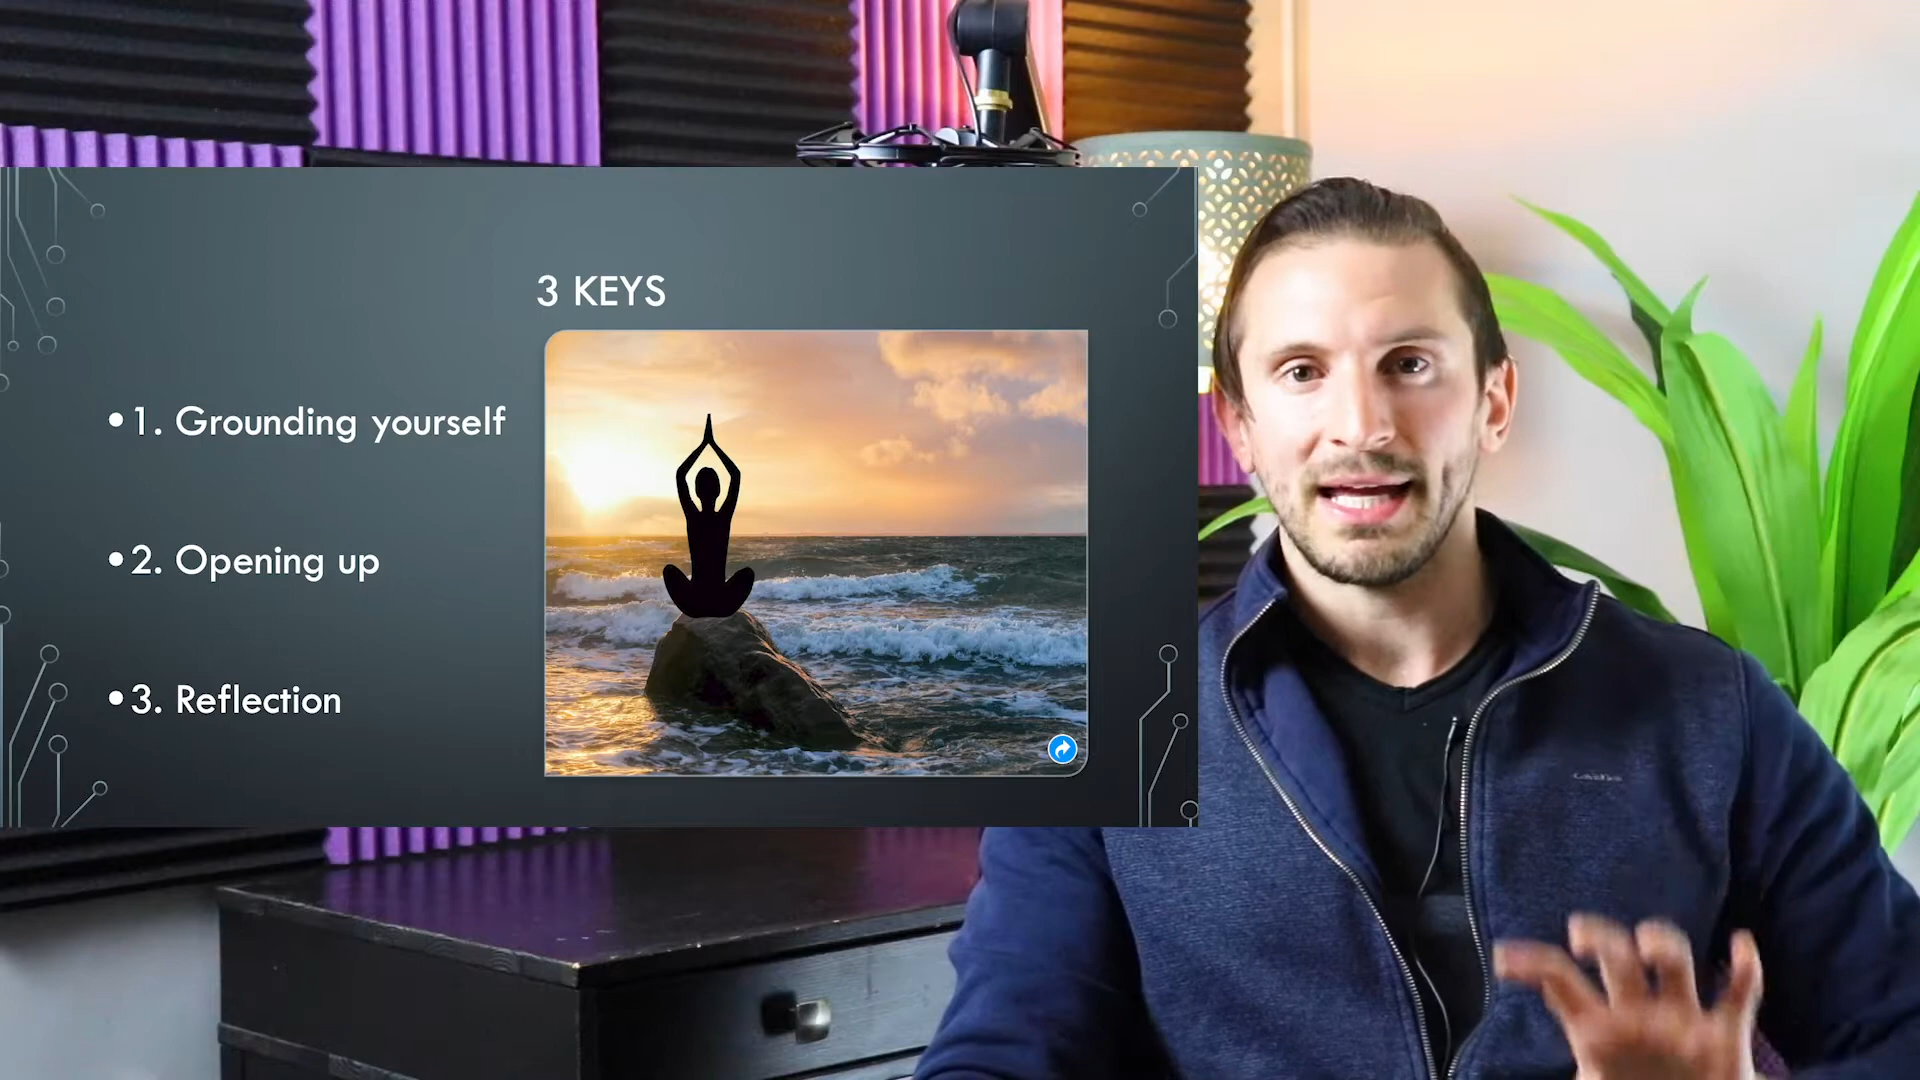 3 KEYS
•1. Grounding yourself
•2. Opening up
•3. Reflection